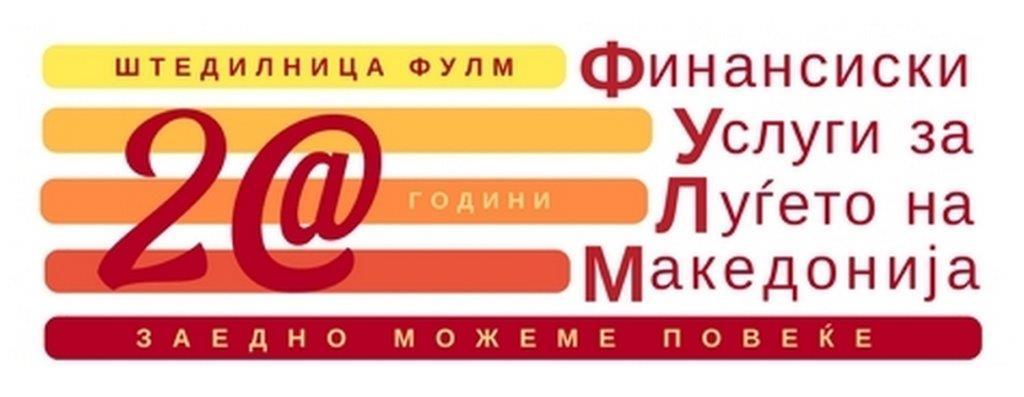 ШТЕДИЛНИЦА ФУЛМ
Финансиски
Услуги за
2@
ГОДИНИ
Луѓето на
Македонија
ЗАЕДНО МОЖЕМЕ ПОВЕЌЕ